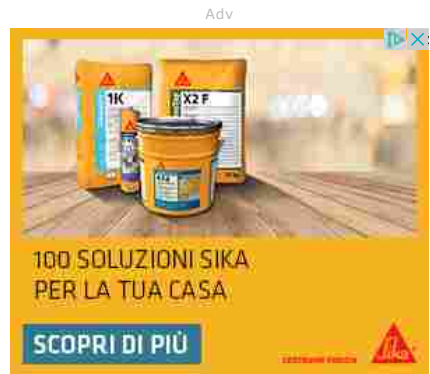 Adv
1K
X2 F
100 SOLUZIONI SIKA
PER LA TUA CASA
SCOPRI DI PIÙ
Sika